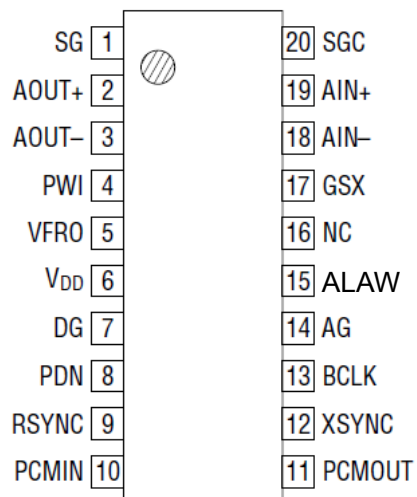 SG 1 20 SGC
AOUT+ 2 19 AIN+
AOUT– 3 18 AIN–
PWI 4 17 GSX
VFRO 5 16 NC
VDD 6 15 ALAW
DG 7 14 AG
PDN 8 13 BCLK
RSYNC 9 12 XSYNC
PCMIN 10 11 PCMOUT